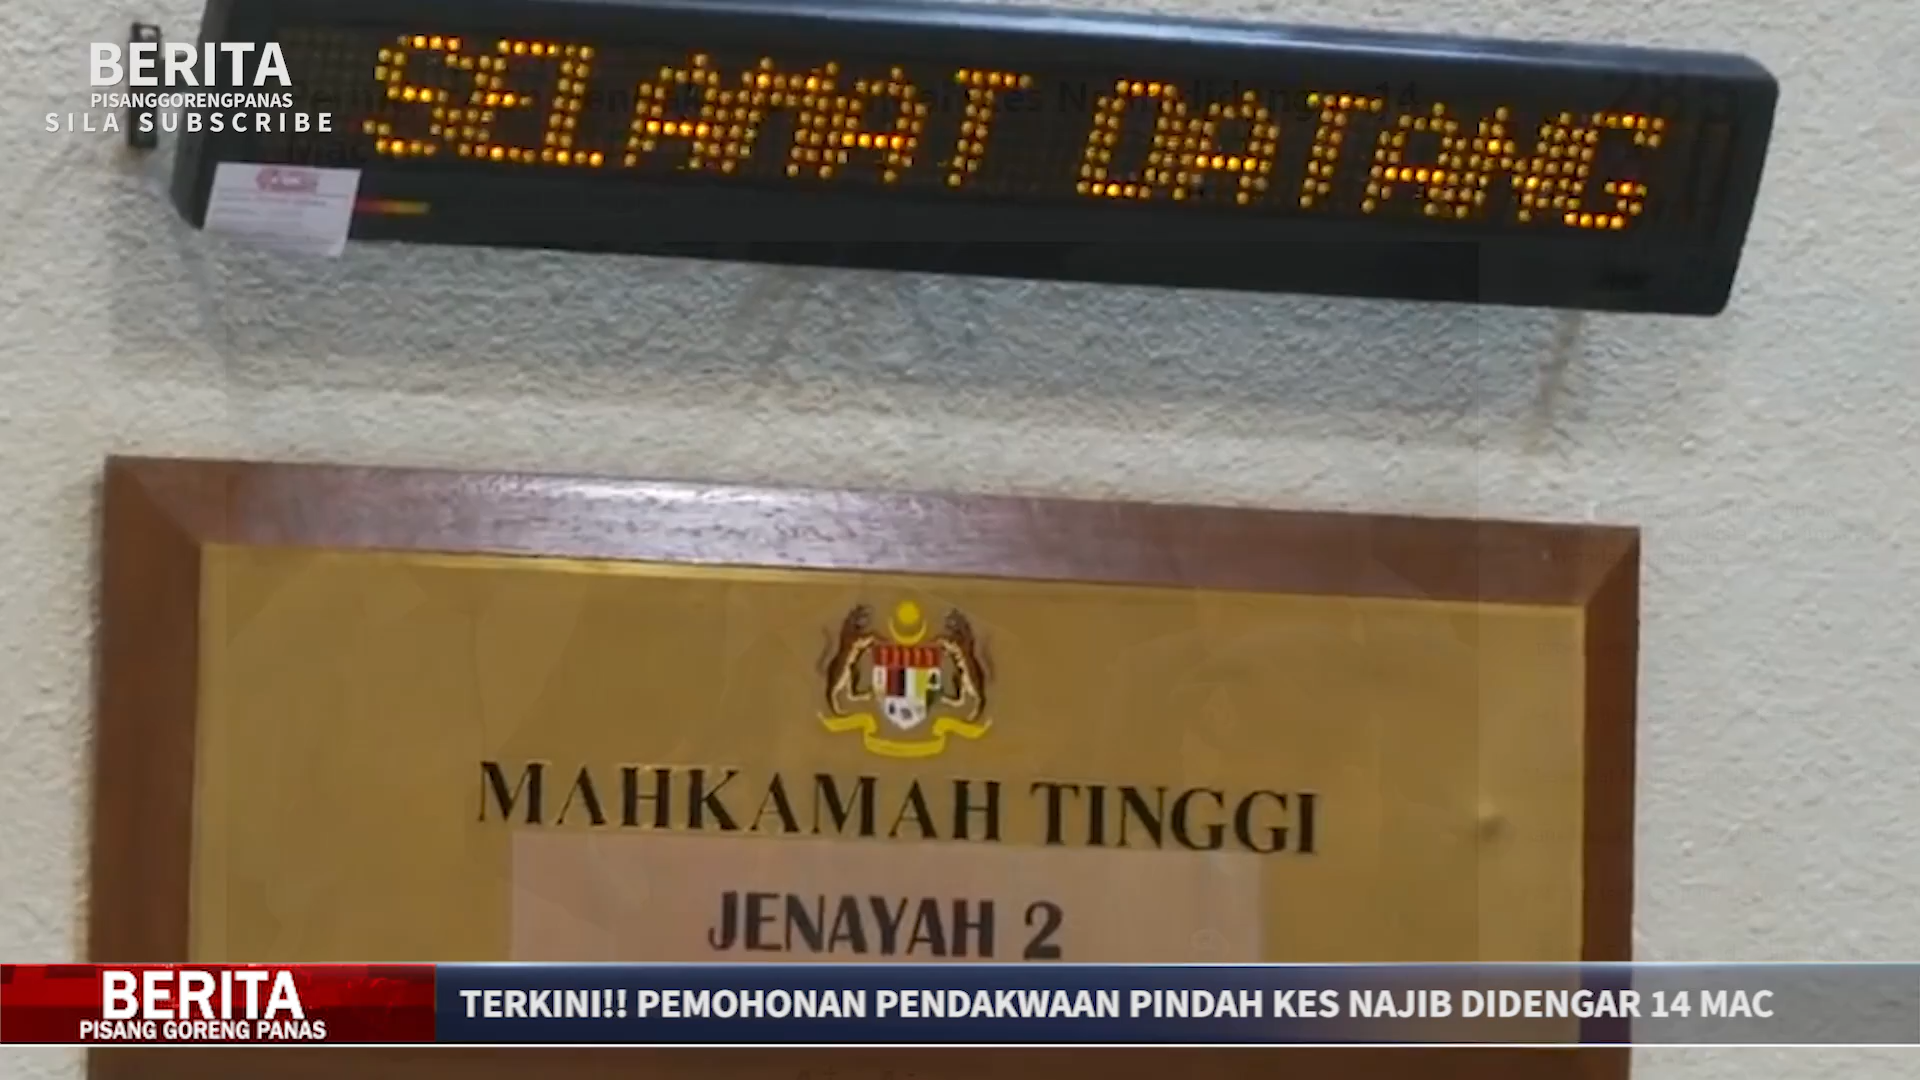 BERITA
PISANGGORENGPANAS
SILA SUBSCRIBE
SELAMAT DATANG
MAHKAMAH TINGGI
JENAYAH 2
BERITA
PISANG GORENG PANAS
TERKINI!! PEMOHONAN PENDAKWAAN PINDAH KES NAJIB DIDENGAR 14 MAC